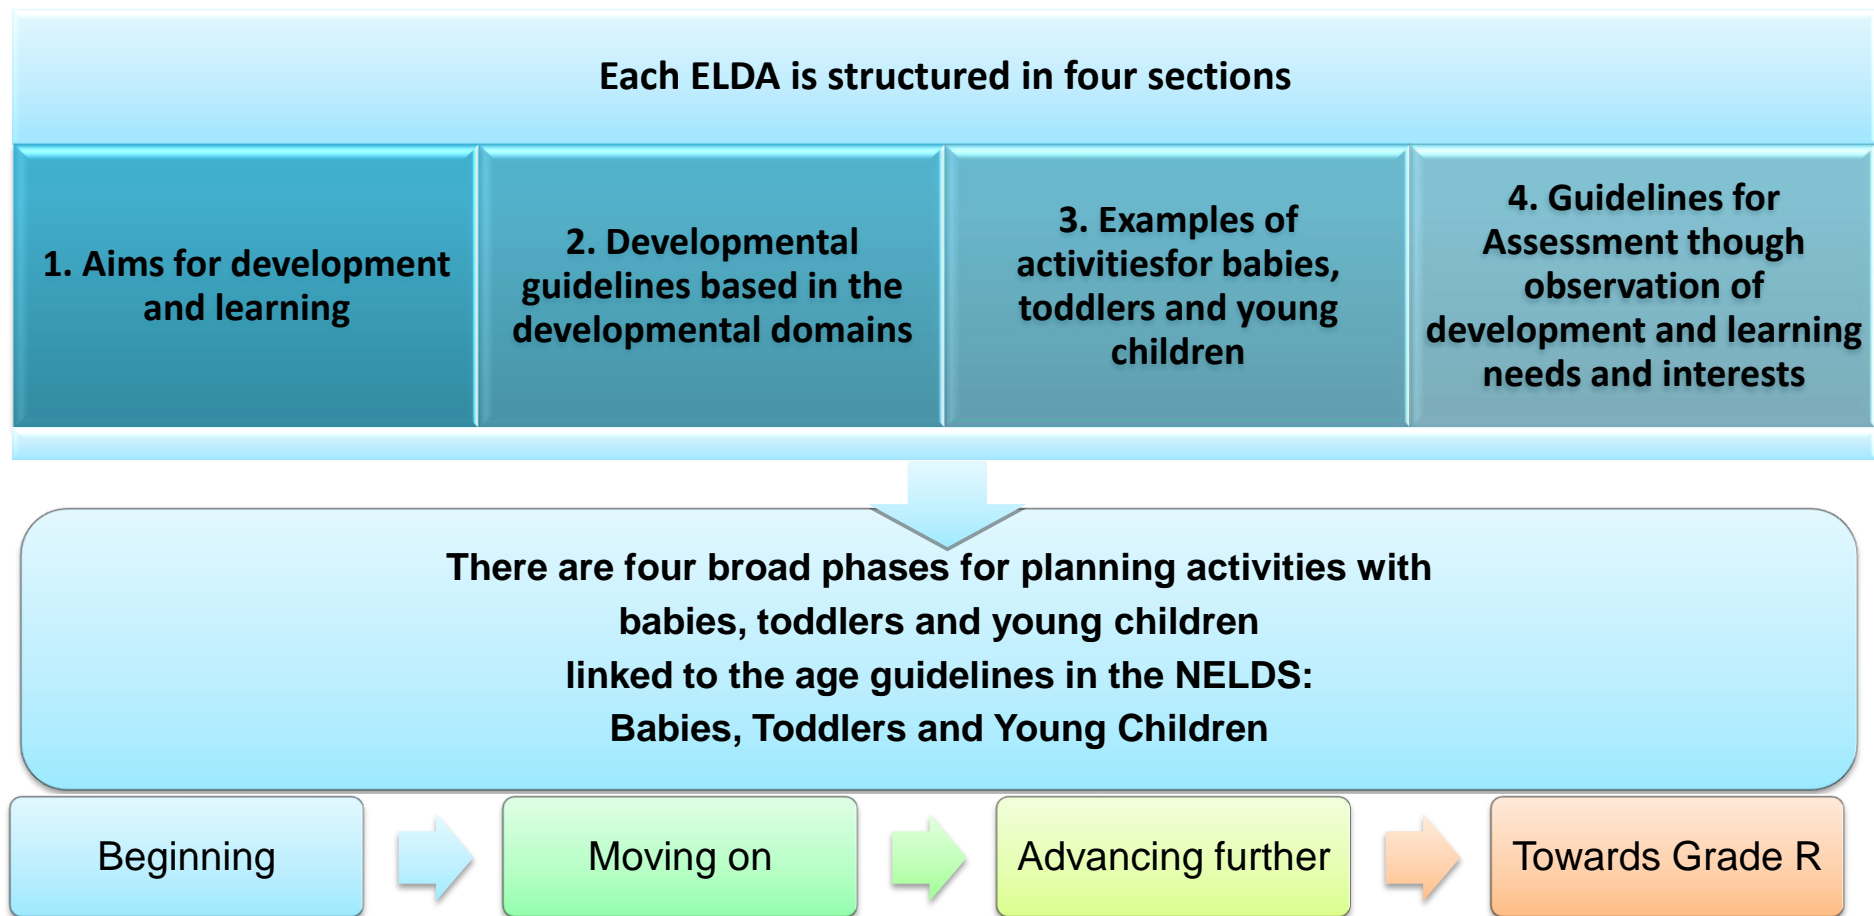 Each ELDA is structured in four sections
1. Aims for development
and learning
2. Developmental
guidelines based in the
developmental domains
3. Examples of
activitiesfor babies,
toddlers and young
children
4. Guidelines for
Assessment though
observation of
development and learning
needs and interests
There are four broad phases for planning activities with
babies, toddlers and young children
linked to the age guidelines in the NELDS:
Babies, Toddlers and Young Children
Beginning
Moving on
Advancing further
Towards Grade R